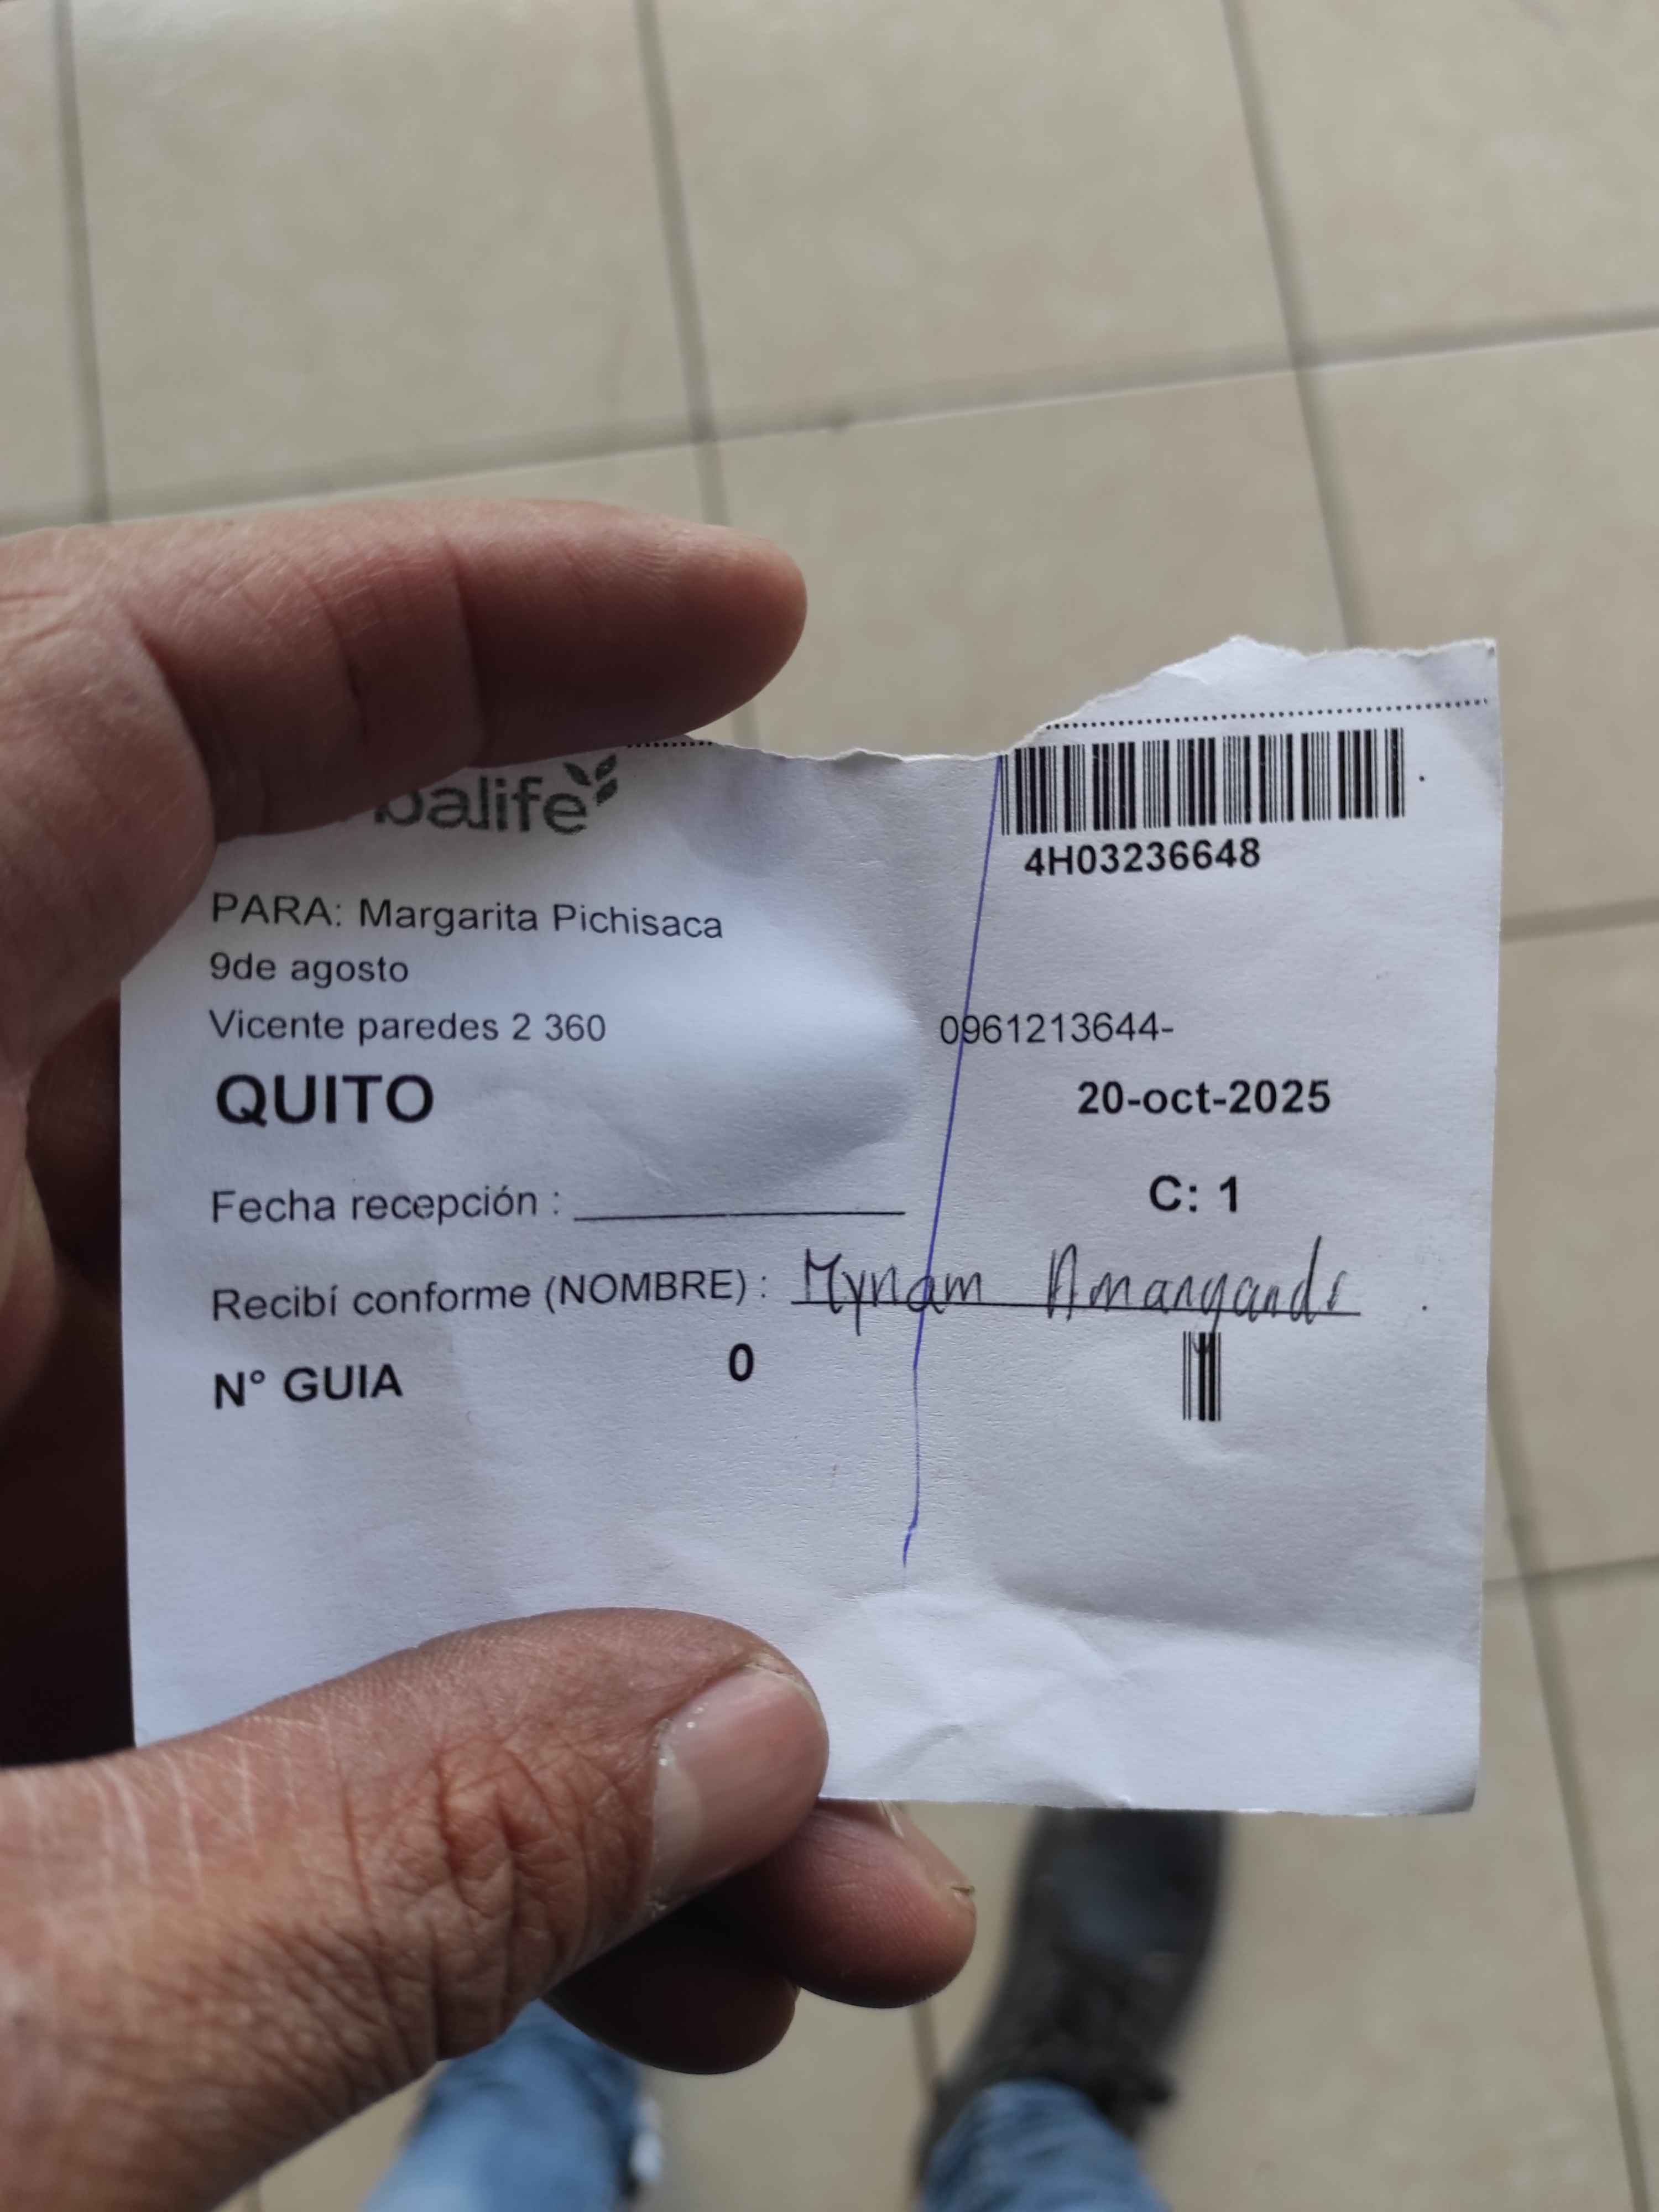 balife
4H03236648
PARA: Margarita Pichisaca
9de agosto
Vicente paredes 2 360
0961213644-
QUITO
20-oct-2025
Fecha recepción :
C: 1
Recibí conforme (NOMBRE) : Myriam
N° GUIA 0